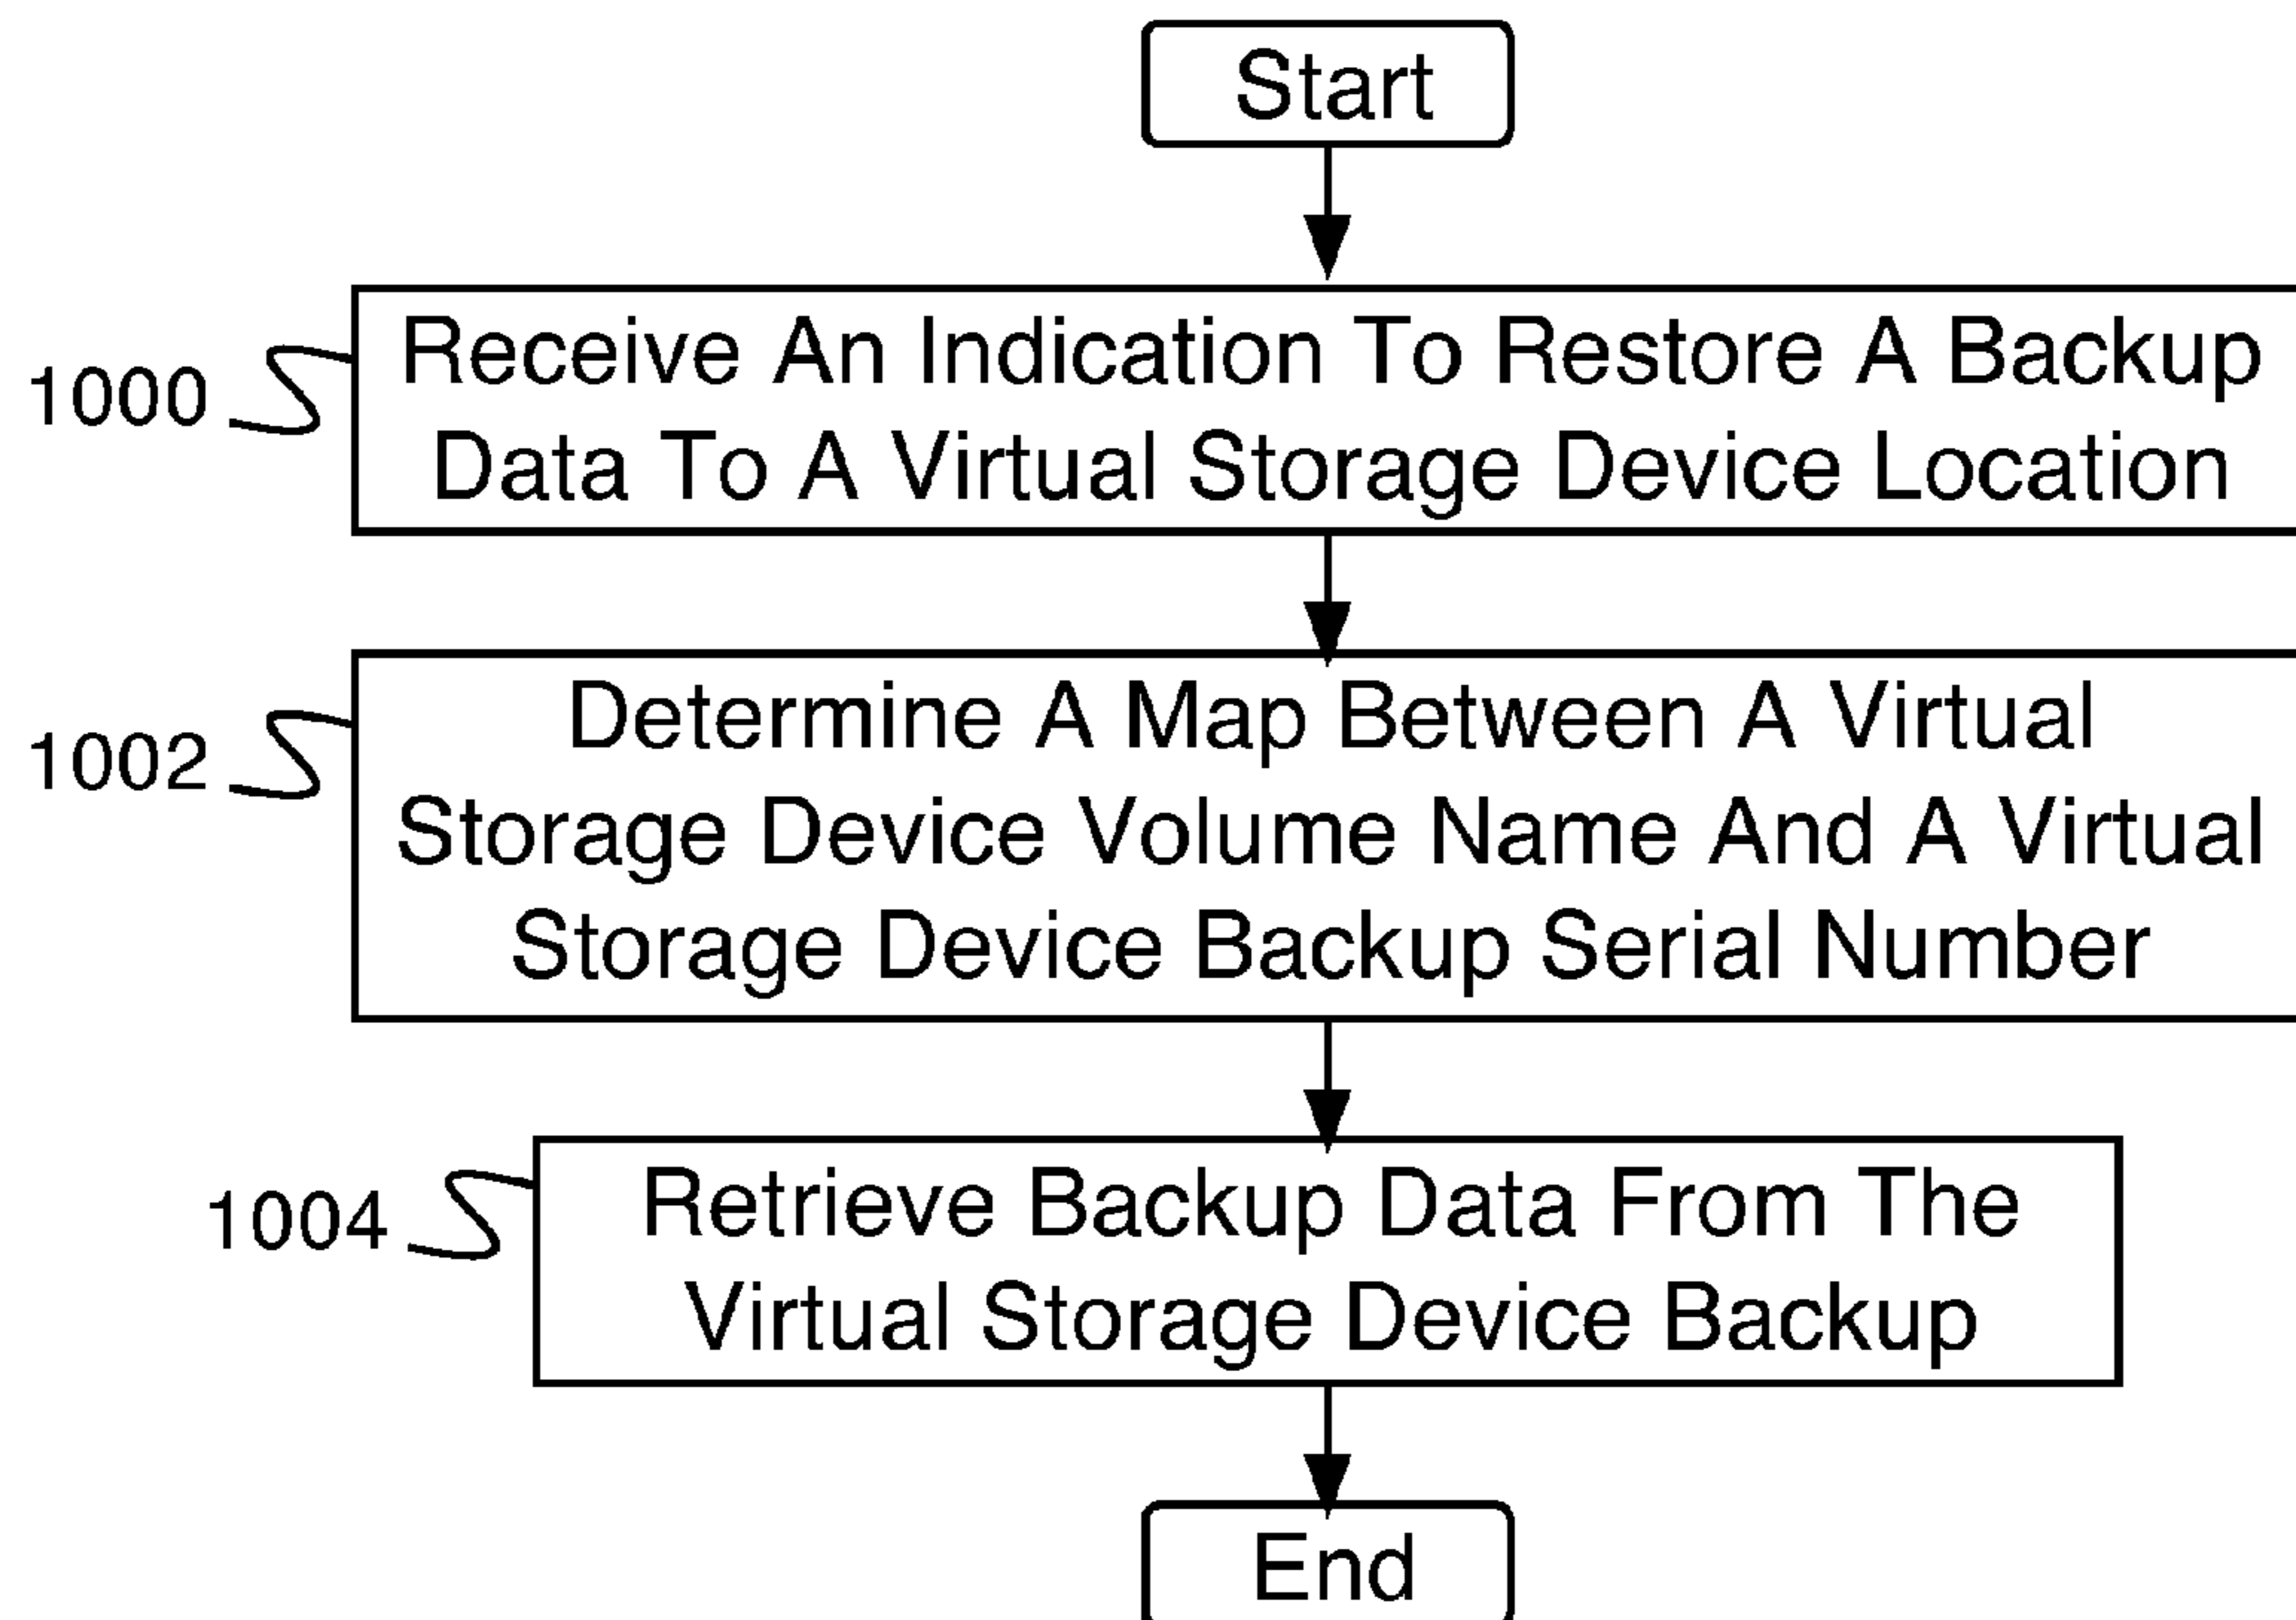 Start
1000
Receive An Indication To Restore A Backup
Data To A Virtual Storage Device Location
1002
Determine A Map Between A Virtual
Storage Device Volume Name And A Virtual
Storage Device Backup Serial Number
1004
Retrieve Backup Data From The
Virtual Storage Device Backup
End